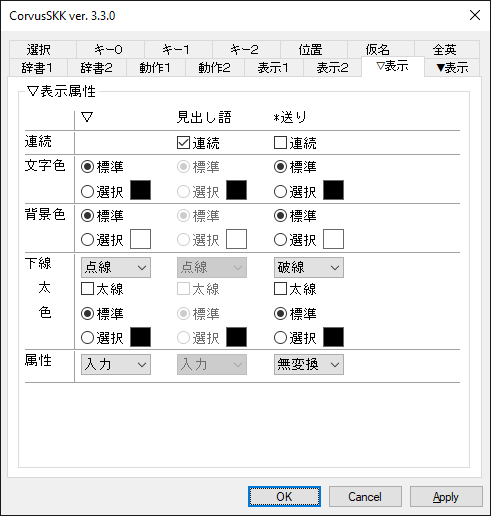 CorvusSKK ver. 3.3.0
選択 キー0 キー1 キー2 位置 仮名 全英
辞書1 辞書2 動作1 動作2 表示1 表示2 ▽表示 ▼表示
▽表示属性
▽ 見出し語 *送り
連続 連続 連続
文字色 標準 標準 標準
選択 選択 選択
背景色 標準 標準 標準
選択 選択 選択
下線 点線 点線 破線
太 太線 太線 太線
色 標準 標準 標準
選択 選択 選択
属性 入力 入力 無変換
OK Cancel Apply